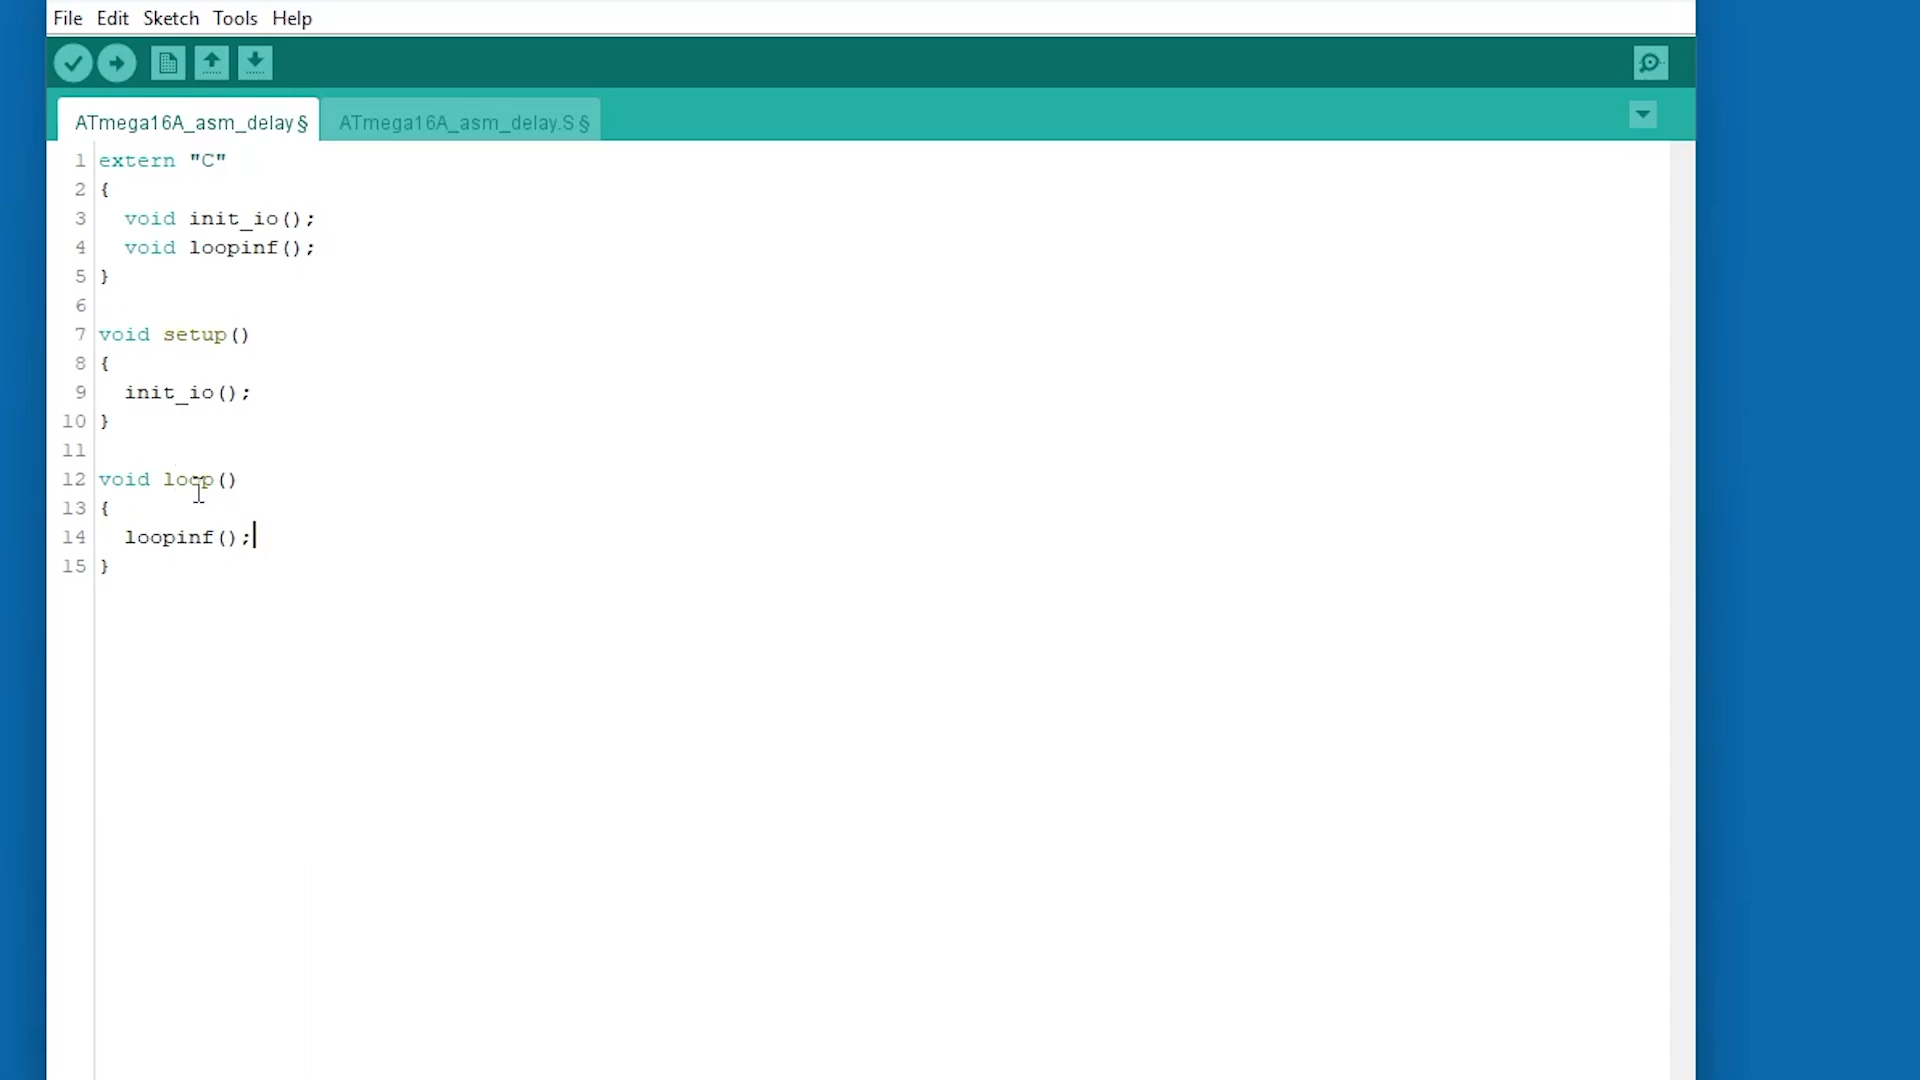 File Edit Sketch Tools Help
ATmega16A_asm_delay§ ATmega16A_asm_delay.S§
1 extern "C"
2 {
3 void init_io();
4 void loopinf();
5 }
6
7 void setup()
8 {
9 init_io();
10 }
11
12 void loop()
13 {
14 loopinf();
15 }